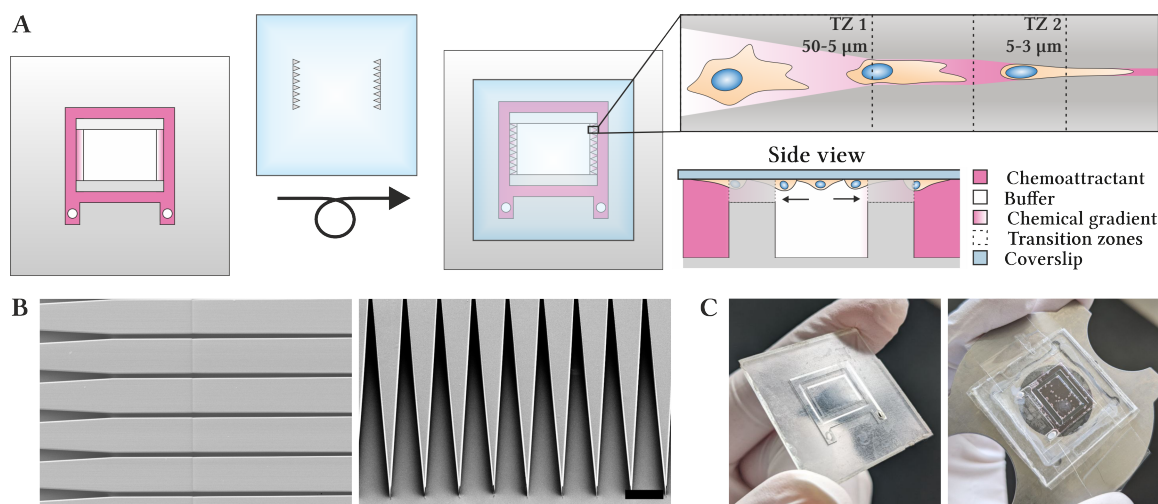 A
TZ 1
50-5 µm
TZ 2
5-3 µm
Side view
Chemoattractant
Buffer
Chemical gradient
Transition zones
Coverslip
B
C